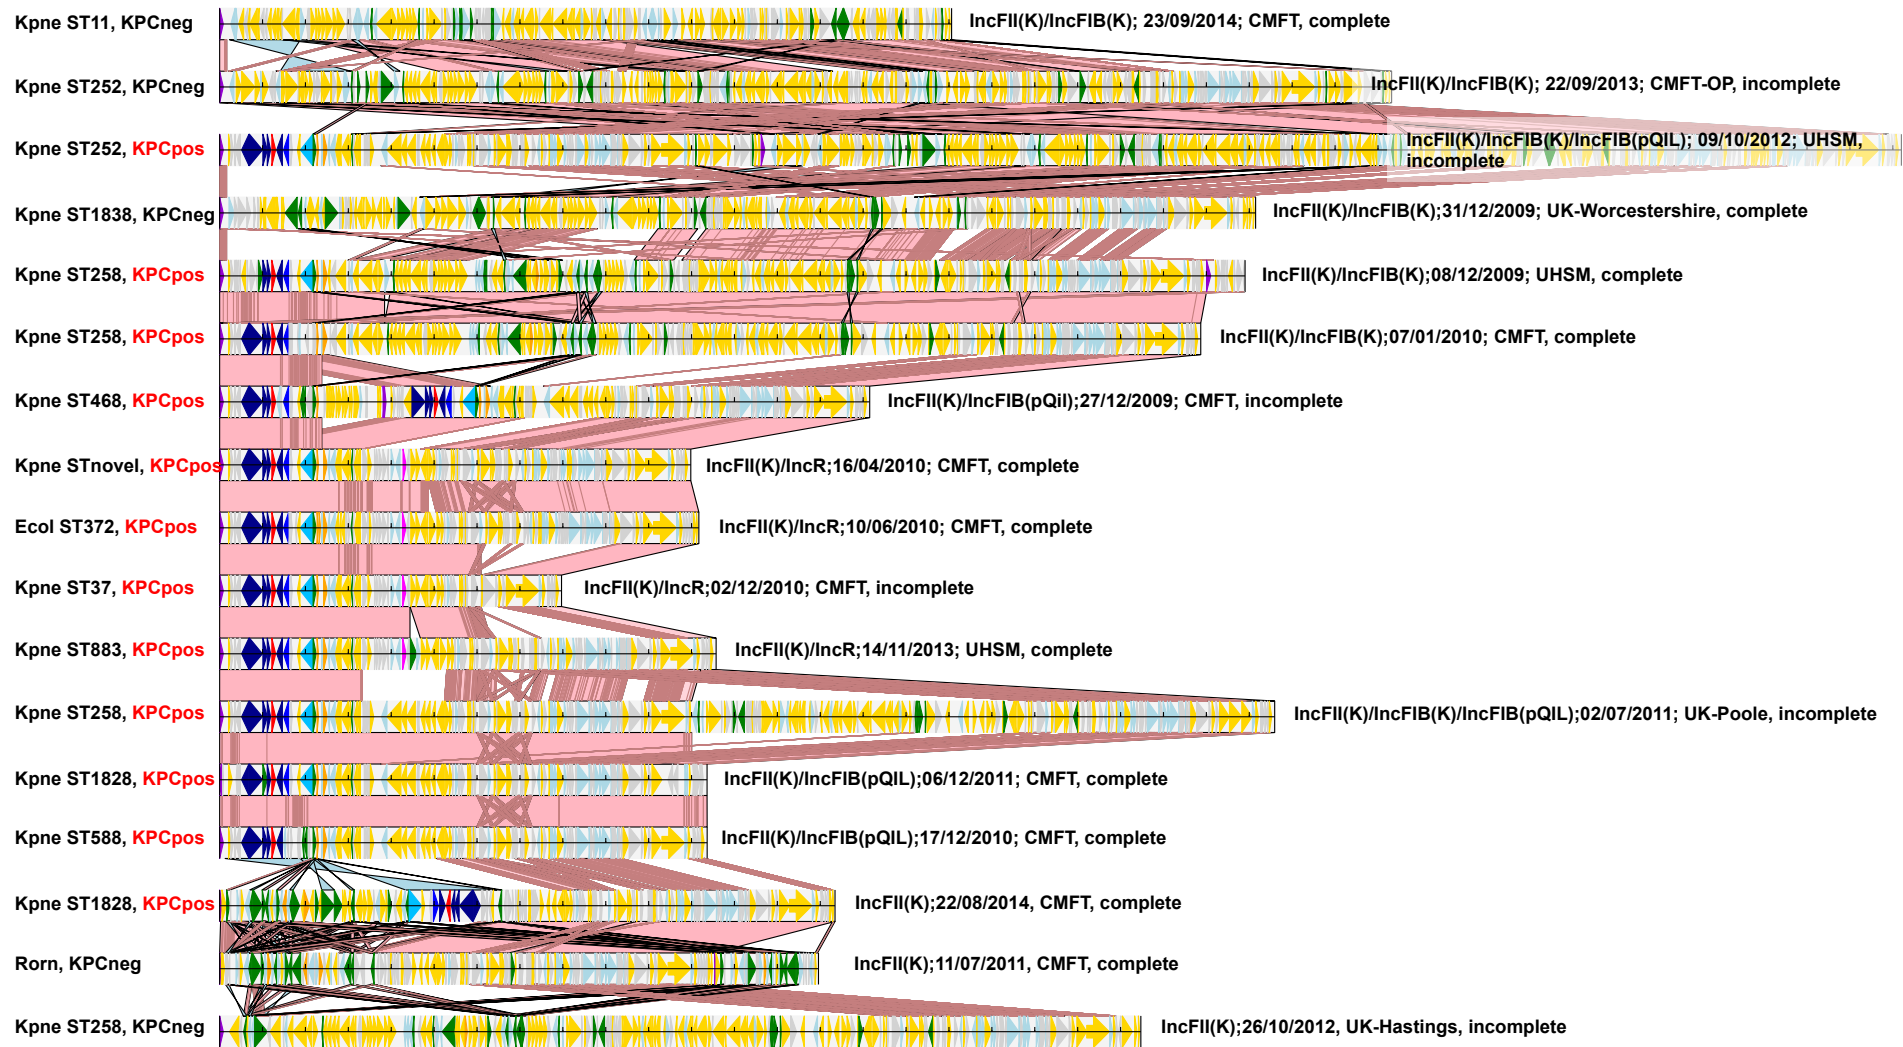 Kpne ST11, KPCneg IncFII(K)/IncFIB(K); 23/09/2014; CMFT, complete
Kpne ST252, KPCneg IncFII(K)/IncFIB(K); 22/09/2013; CMFT-OP, incomplete
Kpne ST252, KPCpos IncFII(K)/IncFIB(K)/IncFIB(pQIL); 09/10/2012; UHSM,
incomplete
Kpne ST1838, KPCneg IncFII(K)/IncFIB(K);31/12/2009; UK-Worcestershire, complete
Kpne ST258, KPCpos IncFII(K)/IncFIB(K);08/12/2009; UHSM, complete
Kpne ST258, KPCpos IncFII(K)/IncFIB(K);07/01/2010; CMFT, complete
Kpne ST468, KPCpos IncFII(K)/IncFIB(pQil);27/12/2009; CMFT, incomplete
Kpne STnovel, KPCpos IncFII(K)/IncR;16/04/2010; CMFT, complete
Ecol ST372, KPCpos IncFII(K)/IncR;10/06/2010; CMFT, complete
Kpne ST37, KPCpos IncFII(K)/IncR;02/12/2010; CMFT, incomplete
Kpne ST883, KPCpos IncFII(K)/IncR;14/11/2013; UHSM, complete
Kpne ST258, KPCpos IncFII(K)/IncFIB(K)/IncFIB(pQIL);02/07/2011; UK-Poole, incomplete
Kpne ST1828, KPCpos IncFII(K)/IncFIB(pQIL);06/12/2011; CMFT, complete
Kpne ST588, KPCpos IncFII(K)/IncFIB(pQIL);17/12/2010; CMFT, complete
Kpne ST1828, KPCpos IncFII(K);22/08/2014, CMFT, complete
Rorn, KPCneg IncFII(K);11/07/2011, CMFT, complete
Kpne ST258, KPCneg IncFII(K);26/10/2012, UK-Hastings, incomplete